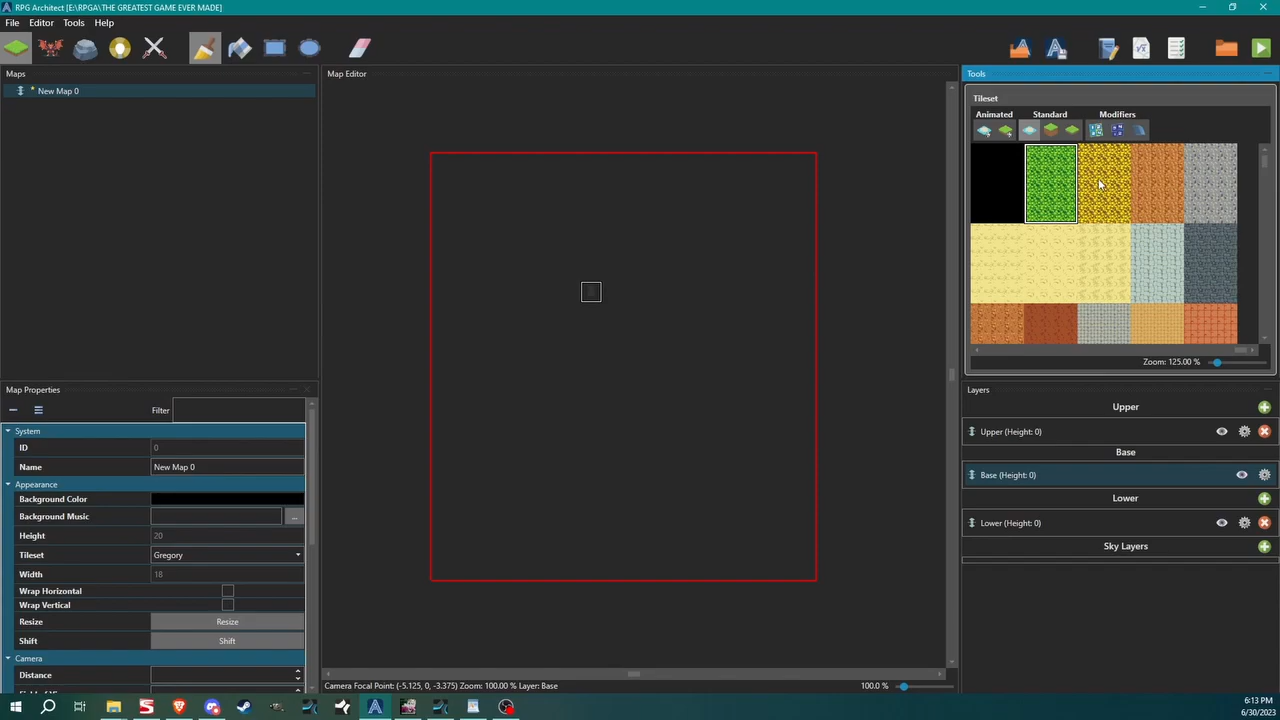 RPG Architect [E:\RPGA\THE GREATEST GAME EVER MADE]
File Editor Tools Help
Maps
* New Map 0
Map Properties
Filter
System
ID 0
Name New Map 0
Appearance
Background Color
Background Music ...
Height 20
Tileset Gregory
Width 18
Wrap Horizontal
Wrap Vertical
Resize Resize
Shift Shift
Camera
Distance
Map Editor
Camera Focal Point: (-5.125, 0, -3.375) Zoom: 100.00 % Layer: Base
100.0 %
Tools
Tileset
Animated Standard Modifiers
Zoom: 125.00 %
Layers
Upper
Upper (Height: 0)
Base
Base (Height: 0)
Lower
Lower (Height: 0)
Sky Layers
6:13 PM
6/30/2023